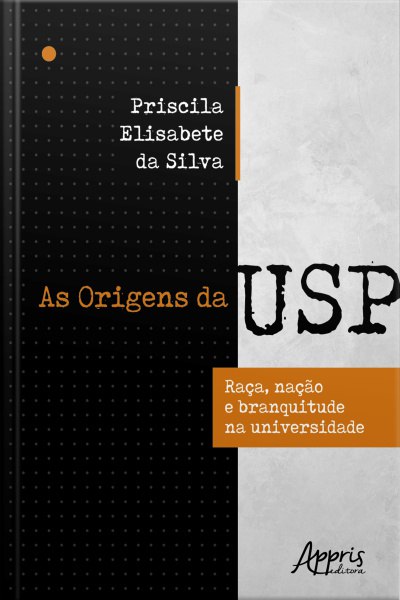 Priscila
Elisabete
da Silva
As Origens da USP
Raça, nação
e branquitude
na universidade
Appris
editora